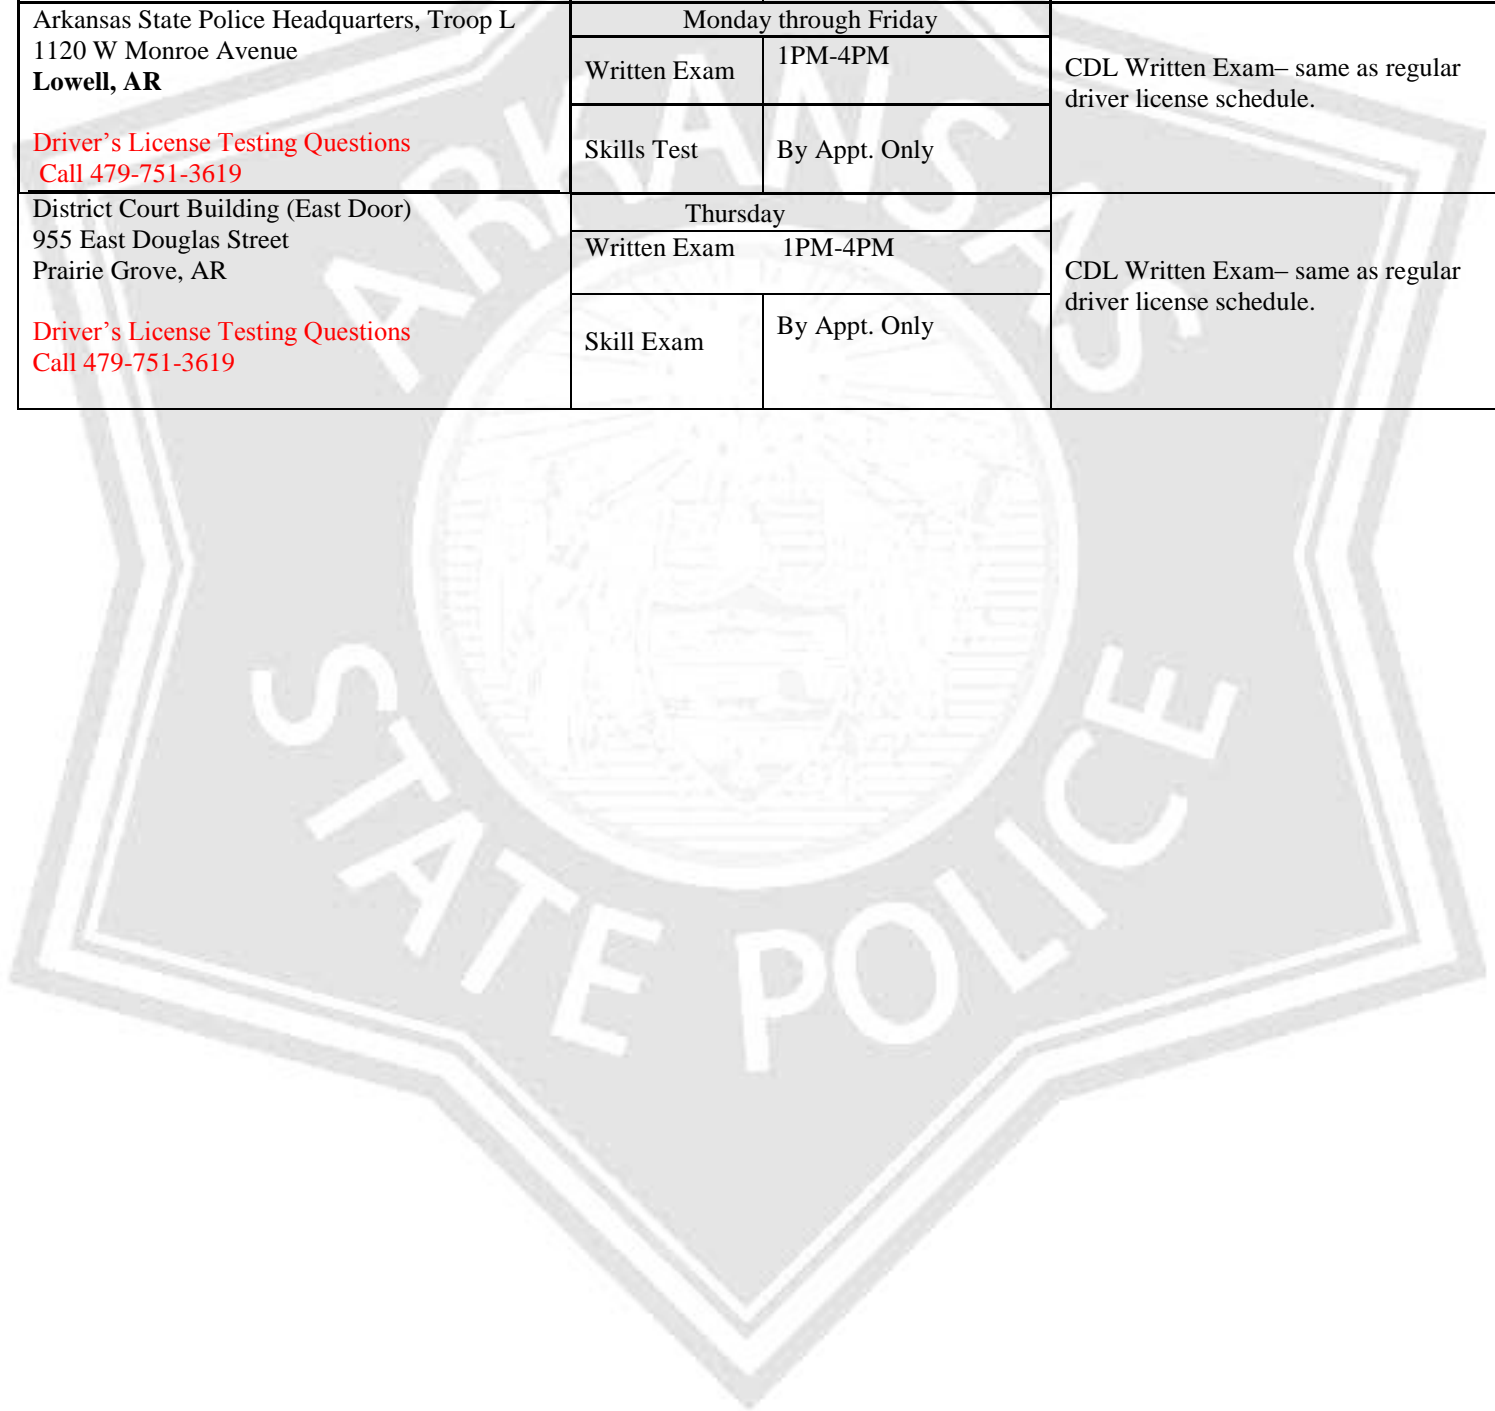 Arkansas State Police Headquarters, Troop L
1120 W Monroe Avenue
Lowell, AR
Driver’s License Testing Questions
Call 479-751-3619
Monday through Friday
Written Exam
1PM-4PM
Skills Test
By Appt. Only
CDL Written Exam– same as regular
driver license schedule.
District Court Building (East Door)
955 East Douglas Street
Prairie Grove, AR
Driver’s License Testing Questions
Call 479-751-3619
Thursday
Written Exam 1PM-4PM
Skill Exam
By Appt. Only
CDL Written Exam– same as regular
driver license schedule.
ARKANSAS
STATE POLICE